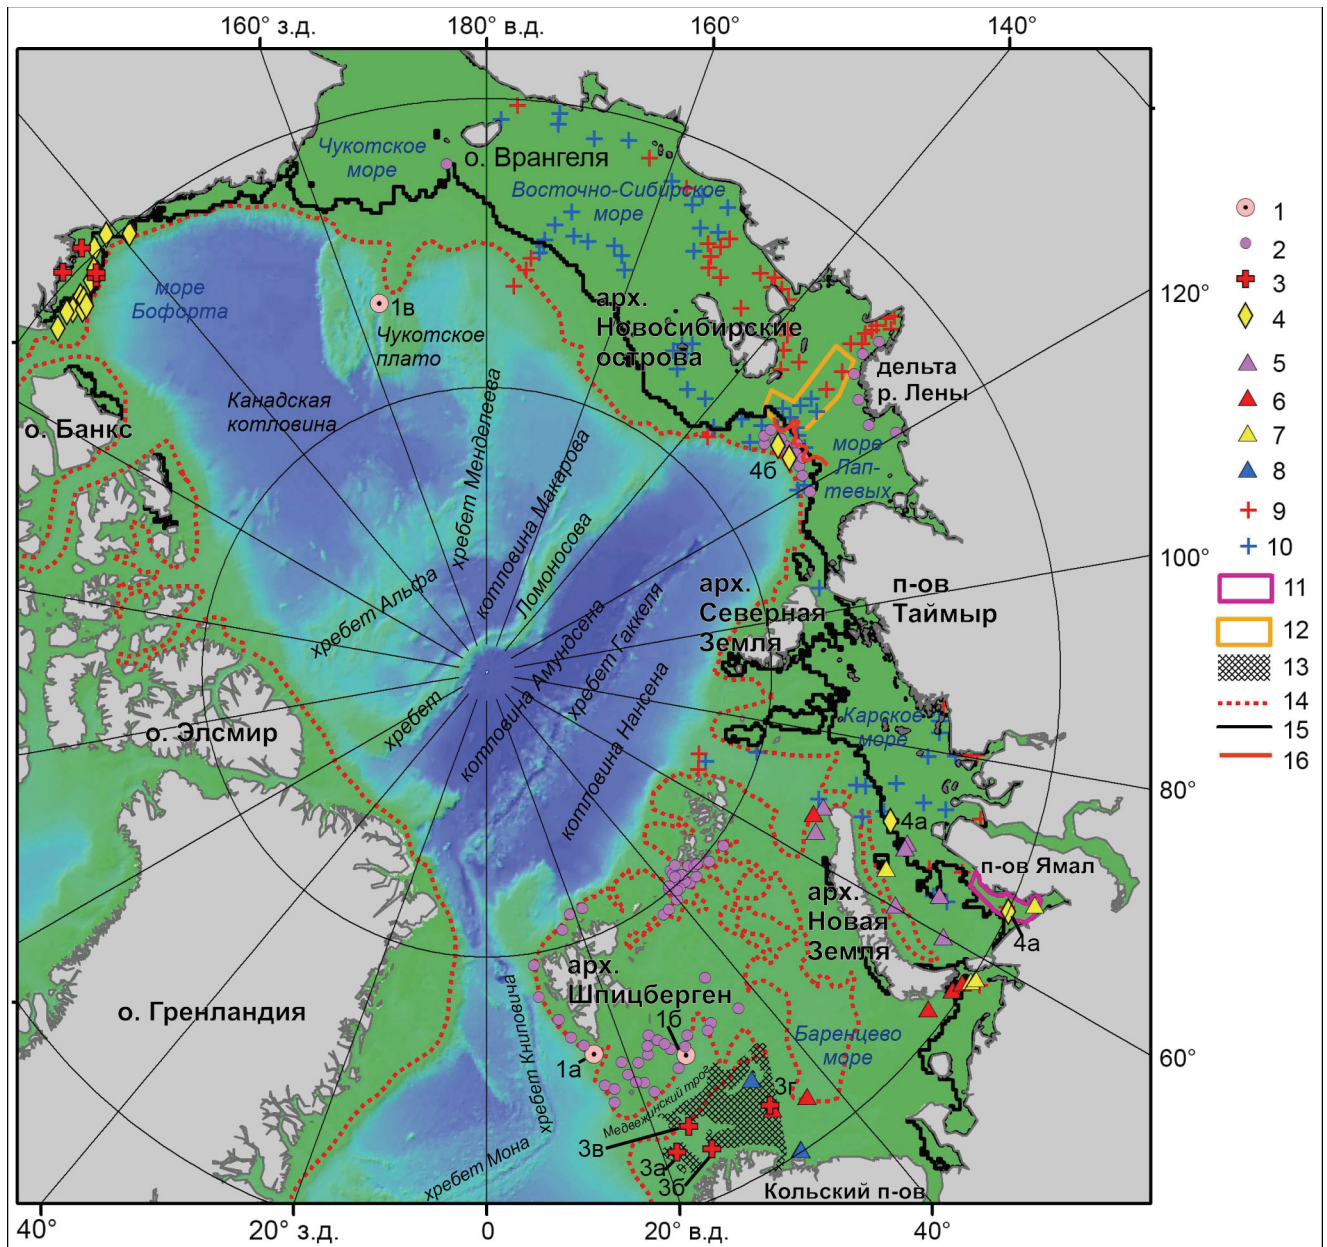 160° з.д.
180° в.д.
160°
140°
Чукотское
море
о. Врангеля
Восточно-Сибирское
море
120°
море
Бофорта
1в
Чукотское
плато
арх.
Новосибирские
острова
дельта
р. Лены
Канадская
котловина
о. Банкс
хребет Менделеева
котловина Макарова
Ломоносова
4б
море
Лап-
тевых
100°
хребет Альфа
арх.
Северная
Земля
п-ов
Таймыр
котловина Амундсена
хребет Гаккеля
котловина Нансена
хребет
о. Элсмир
Карское
море
80°
4а
п-ов Ямал
арх.
Новая
Земля
4а
арх.
Шпицберген
о. Гренландия
хребет Книповича
1б
1а
Баренцево
море
60°
Медвежинский трог
3г
3в
3а
3б
хребет Мона
Кольский п-ов
40°
20° з.д.
0
20° в.д.
40°
1
2
3
4
5
6
7
8
9
10
11
12
13
14
15
16